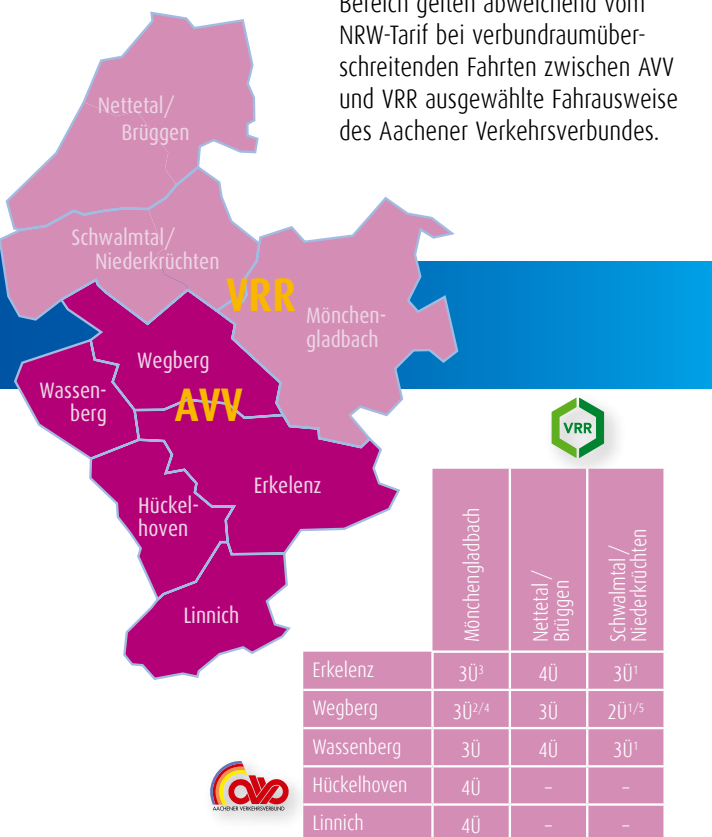 Bereich gelten abweichend vom
NRW-Tarif bei verbundraumüber-
schreitenden Fahrten zwischen AVV
und VRR ausgewählte Fahrausweise
des Aachener Verkehrsverbundes.
Nettetal/
Brüggen
Schwalmtal/
Niederkrüchten
VRR
Mönchen-
gladbach
Wegberg
Wassen-
berg
AVV
Erkelenz
Hückel-
hoven
Linnich
VRR
Mönchengladbach
Nettetal /
Brüggen
Schwalmtal /
Niederkrüchten
Erkelenz 3Ü³ 4Ü 3Ü¹
Wegberg 3Ü²/⁴ 3Ü 2Ü¹/⁵
Wassenberg 3Ü 4Ü 3Ü¹
Hückelhoven 4Ü – –
Linnich 4Ü – –
avv
AACHENER VERKEHRSVERBUND